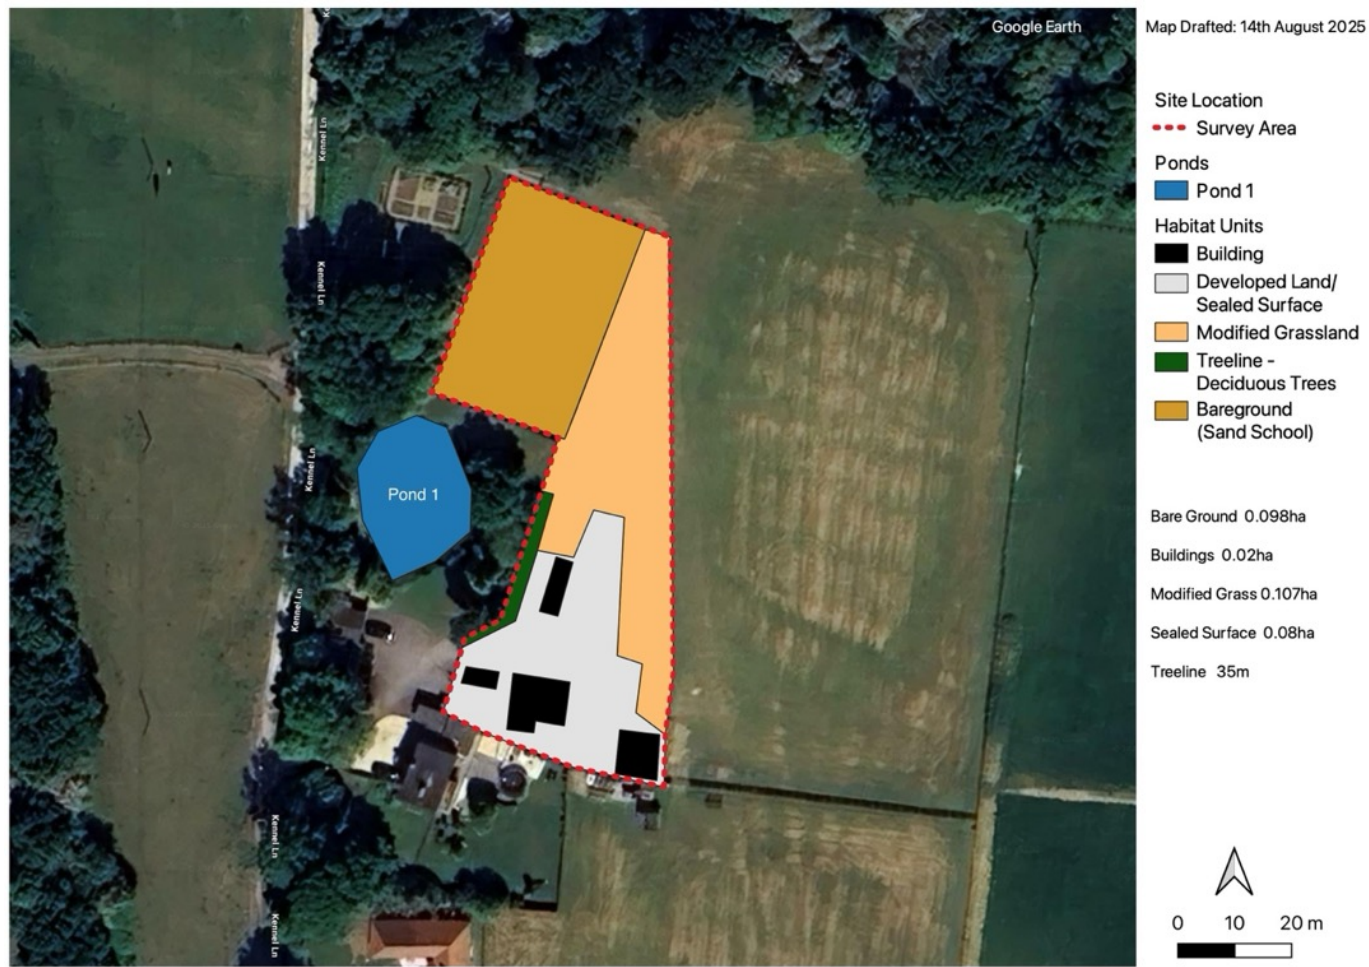 Google Earth
Map Drafted: 14th August 2025
Site Location
Survey Area
Ponds
Pond 1
Habitat Units
Building
Developed Land/
Sealed Surface
Modified Grassland
Treeline -
Deciduous Trees
Bareground
(Sand School)
Bare Ground 0.098ha
Buildings 0.02ha
Modified Grass 0.107ha
Sealed Surface 0.08ha
Treeline 35m
0 10 20 m
Ke
Kennel Ln
Kennel Ln
Kennel Ln
Pond 1
Kennel Ln
Kennel Ln
Kennel Ln